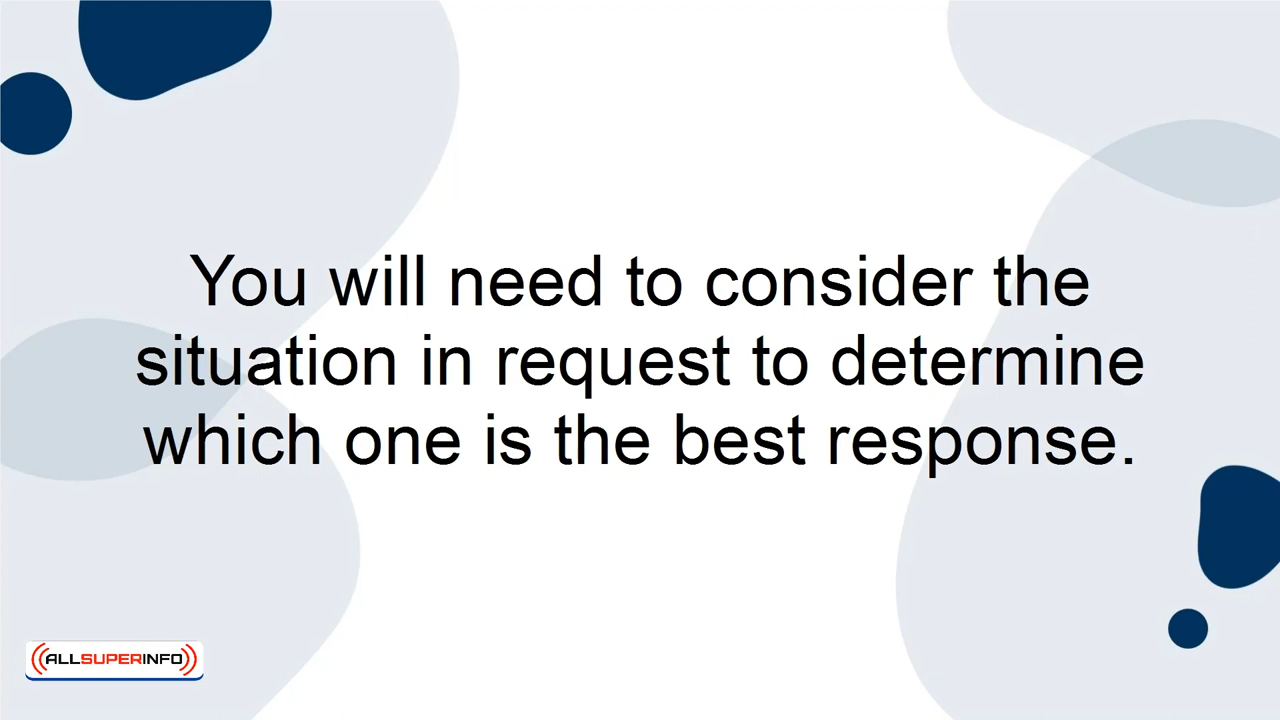 You will need to consider the
situation in request to determine
which one is the best response.
ALLSUPERINFO